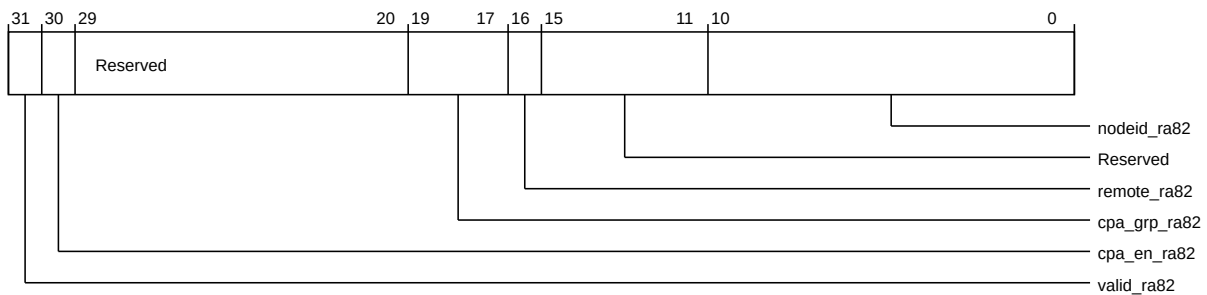 31 30 29 20 19 17 16 15 11 10 0
Reserved
nodeid_ra82
Reserved
remote_ra82
cpa_grp_ra82
cpa_en_ra82
valid_ra82